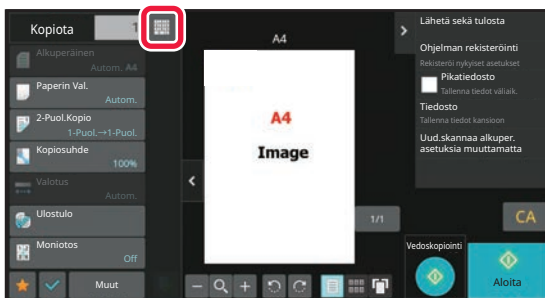 Kopiota
1
Alkuperäinen
Autom. A4
Paperin Val.
Autom.
2-Puol.Kopio
1-Puol.→1-Puol.
Kopiosuhde
100%
Valotus
Autom.
Ulostulo
Moniotos
Off
Muut
A4
A4
Image
1/1
Lähetä sekä tulosta
Ohjelman rekisteröinti
Rekisteröi nykyiset asetukset
Pikatiedosto
Tallenna tiedot väliaik.
Tiedosto
Tallenna tiedot kansioon
Uud.skannaa alkuper.
asetuksia muuttamatta
CA
Vedoskopiointi
Aloita